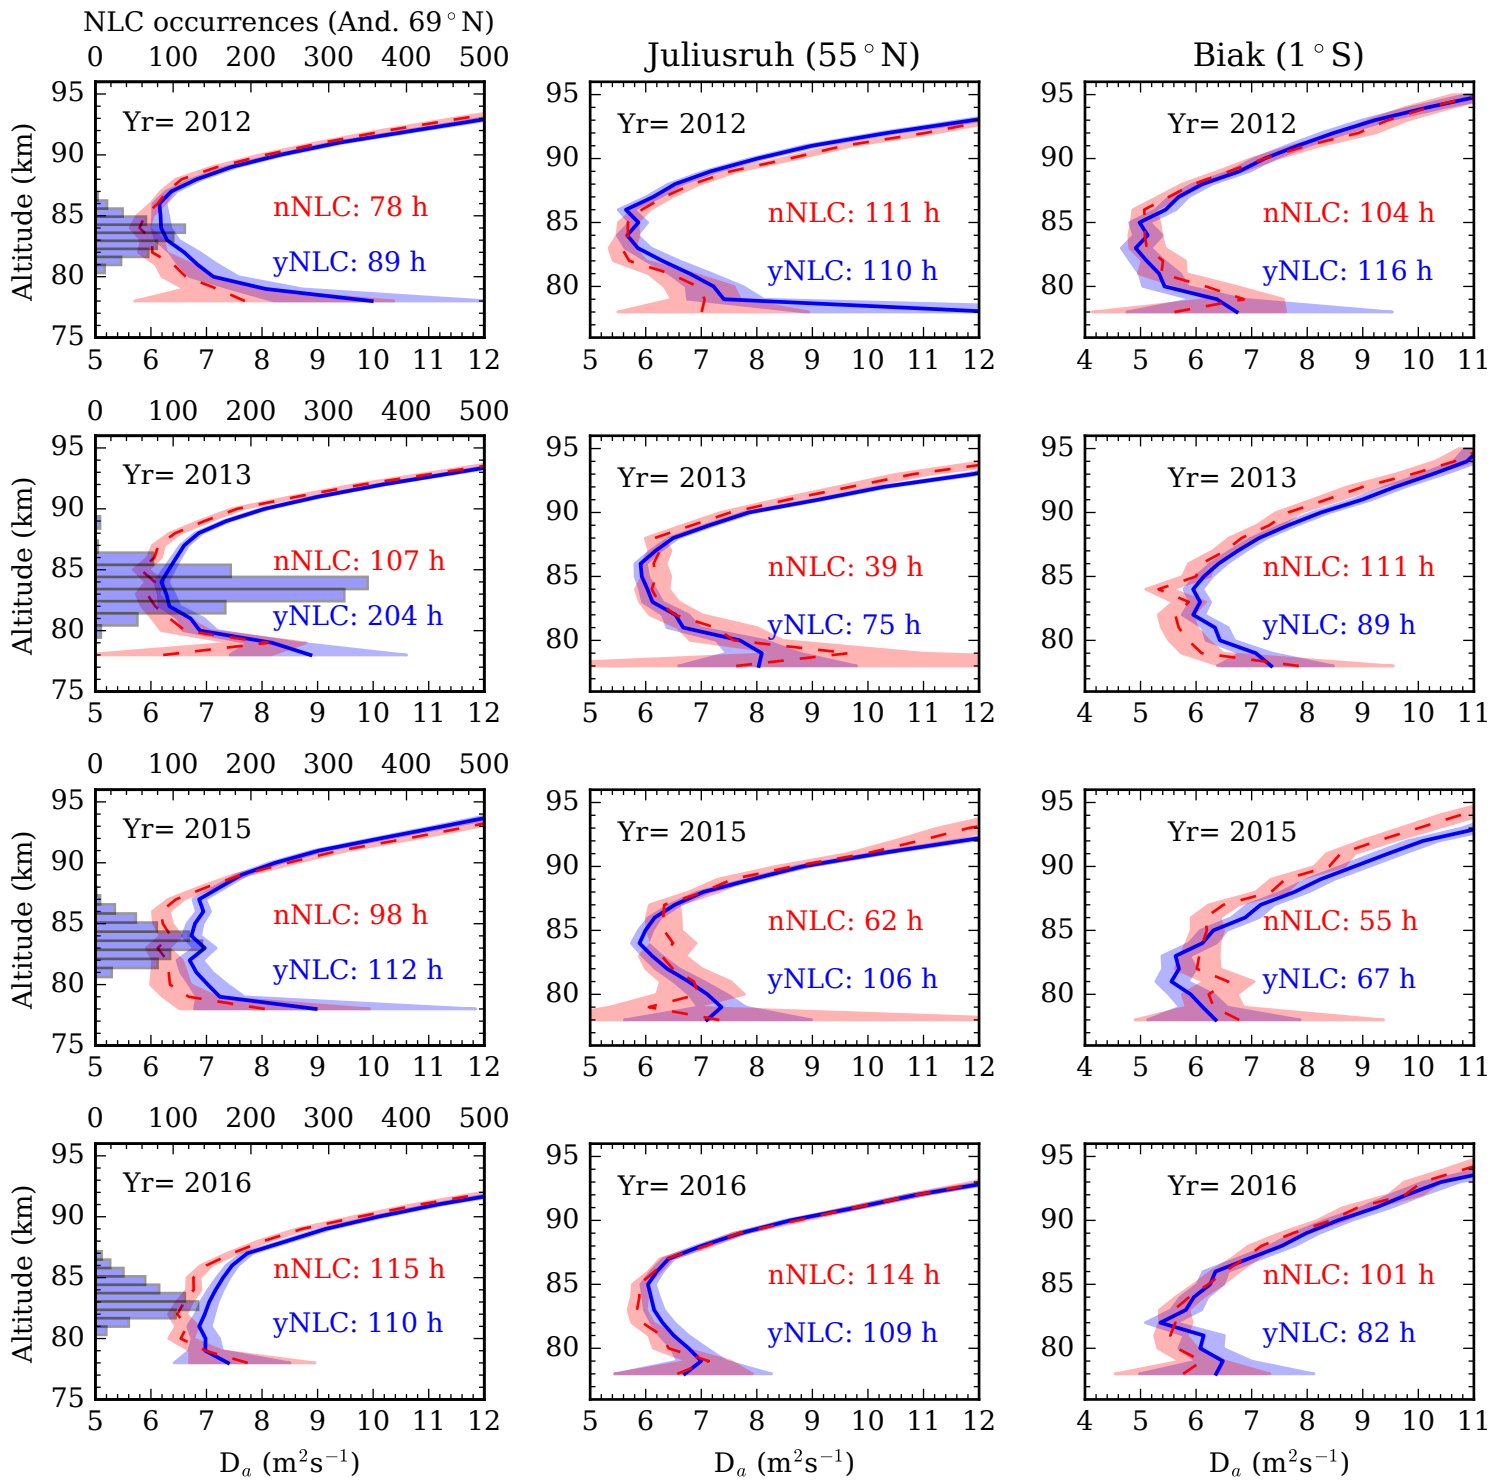 NLC occurrences (And. 69°N)
0 100 200 300 400 500
Juliusruh (55°N)
Biak (1°S)
Altitude (km)
95 90 85 80 75
Yr= 2012
nNLC: 78 h
yNLC: 89 h
5 6 7 8 9 10 11 12
95 90 85 80
Yr= 2012
nNLC: 111 h
yNLC: 110 h
5 6 7 8 9 10 11 12
95 90 85 80
Yr= 2012
nNLC: 104 h
yNLC: 116 h
4 5 6 7 8 9 10 11
0 100 200 300 400 500
Altitude (km)
95 90 85 80 75
Yr= 2013
nNLC: 107 h
yNLC: 204 h
5 6 7 8 9 10 11 12
95 90 85 80
Yr= 2013
nNLC: 39 h
yNLC: 75 h
5 6 7 8 9 10 11 12
95 90 85 80
Yr= 2013
nNLC: 111 h
yNLC: 89 h
4 5 6 7 8 9 10 11
0 100 200 300 400 500
Altitude (km)
95 90 85 80 75
Yr= 2015
nNLC: 98 h
yNLC: 112 h
5 6 7 8 9 10 11 12
95 90 85 80
Yr= 2015
nNLC: 62 h
yNLC: 106 h
5 6 7 8 9 10 11 12
95 90 85 80
Yr= 2015
nNLC: 55 h
yNLC: 67 h
4 5 6 7 8 9 10 11
0 100 200 300 400 500
Altitude (km)
95 90 85 80 75
Yr= 2016
nNLC: 115 h
yNLC: 110 h
5 6 7 8 9 10 11 12
Dₐ (m²s⁻¹)
95 90 85 80
Yr= 2016
nNLC: 114 h
yNLC: 109 h
5 6 7 8 9 10 11 12
Dₐ (m²s⁻¹)
95 90 85 80
Yr= 2016
nNLC: 101 h
yNLC: 82 h
4 5 6 7 8 9 10 11
Dₐ (m²s⁻¹)